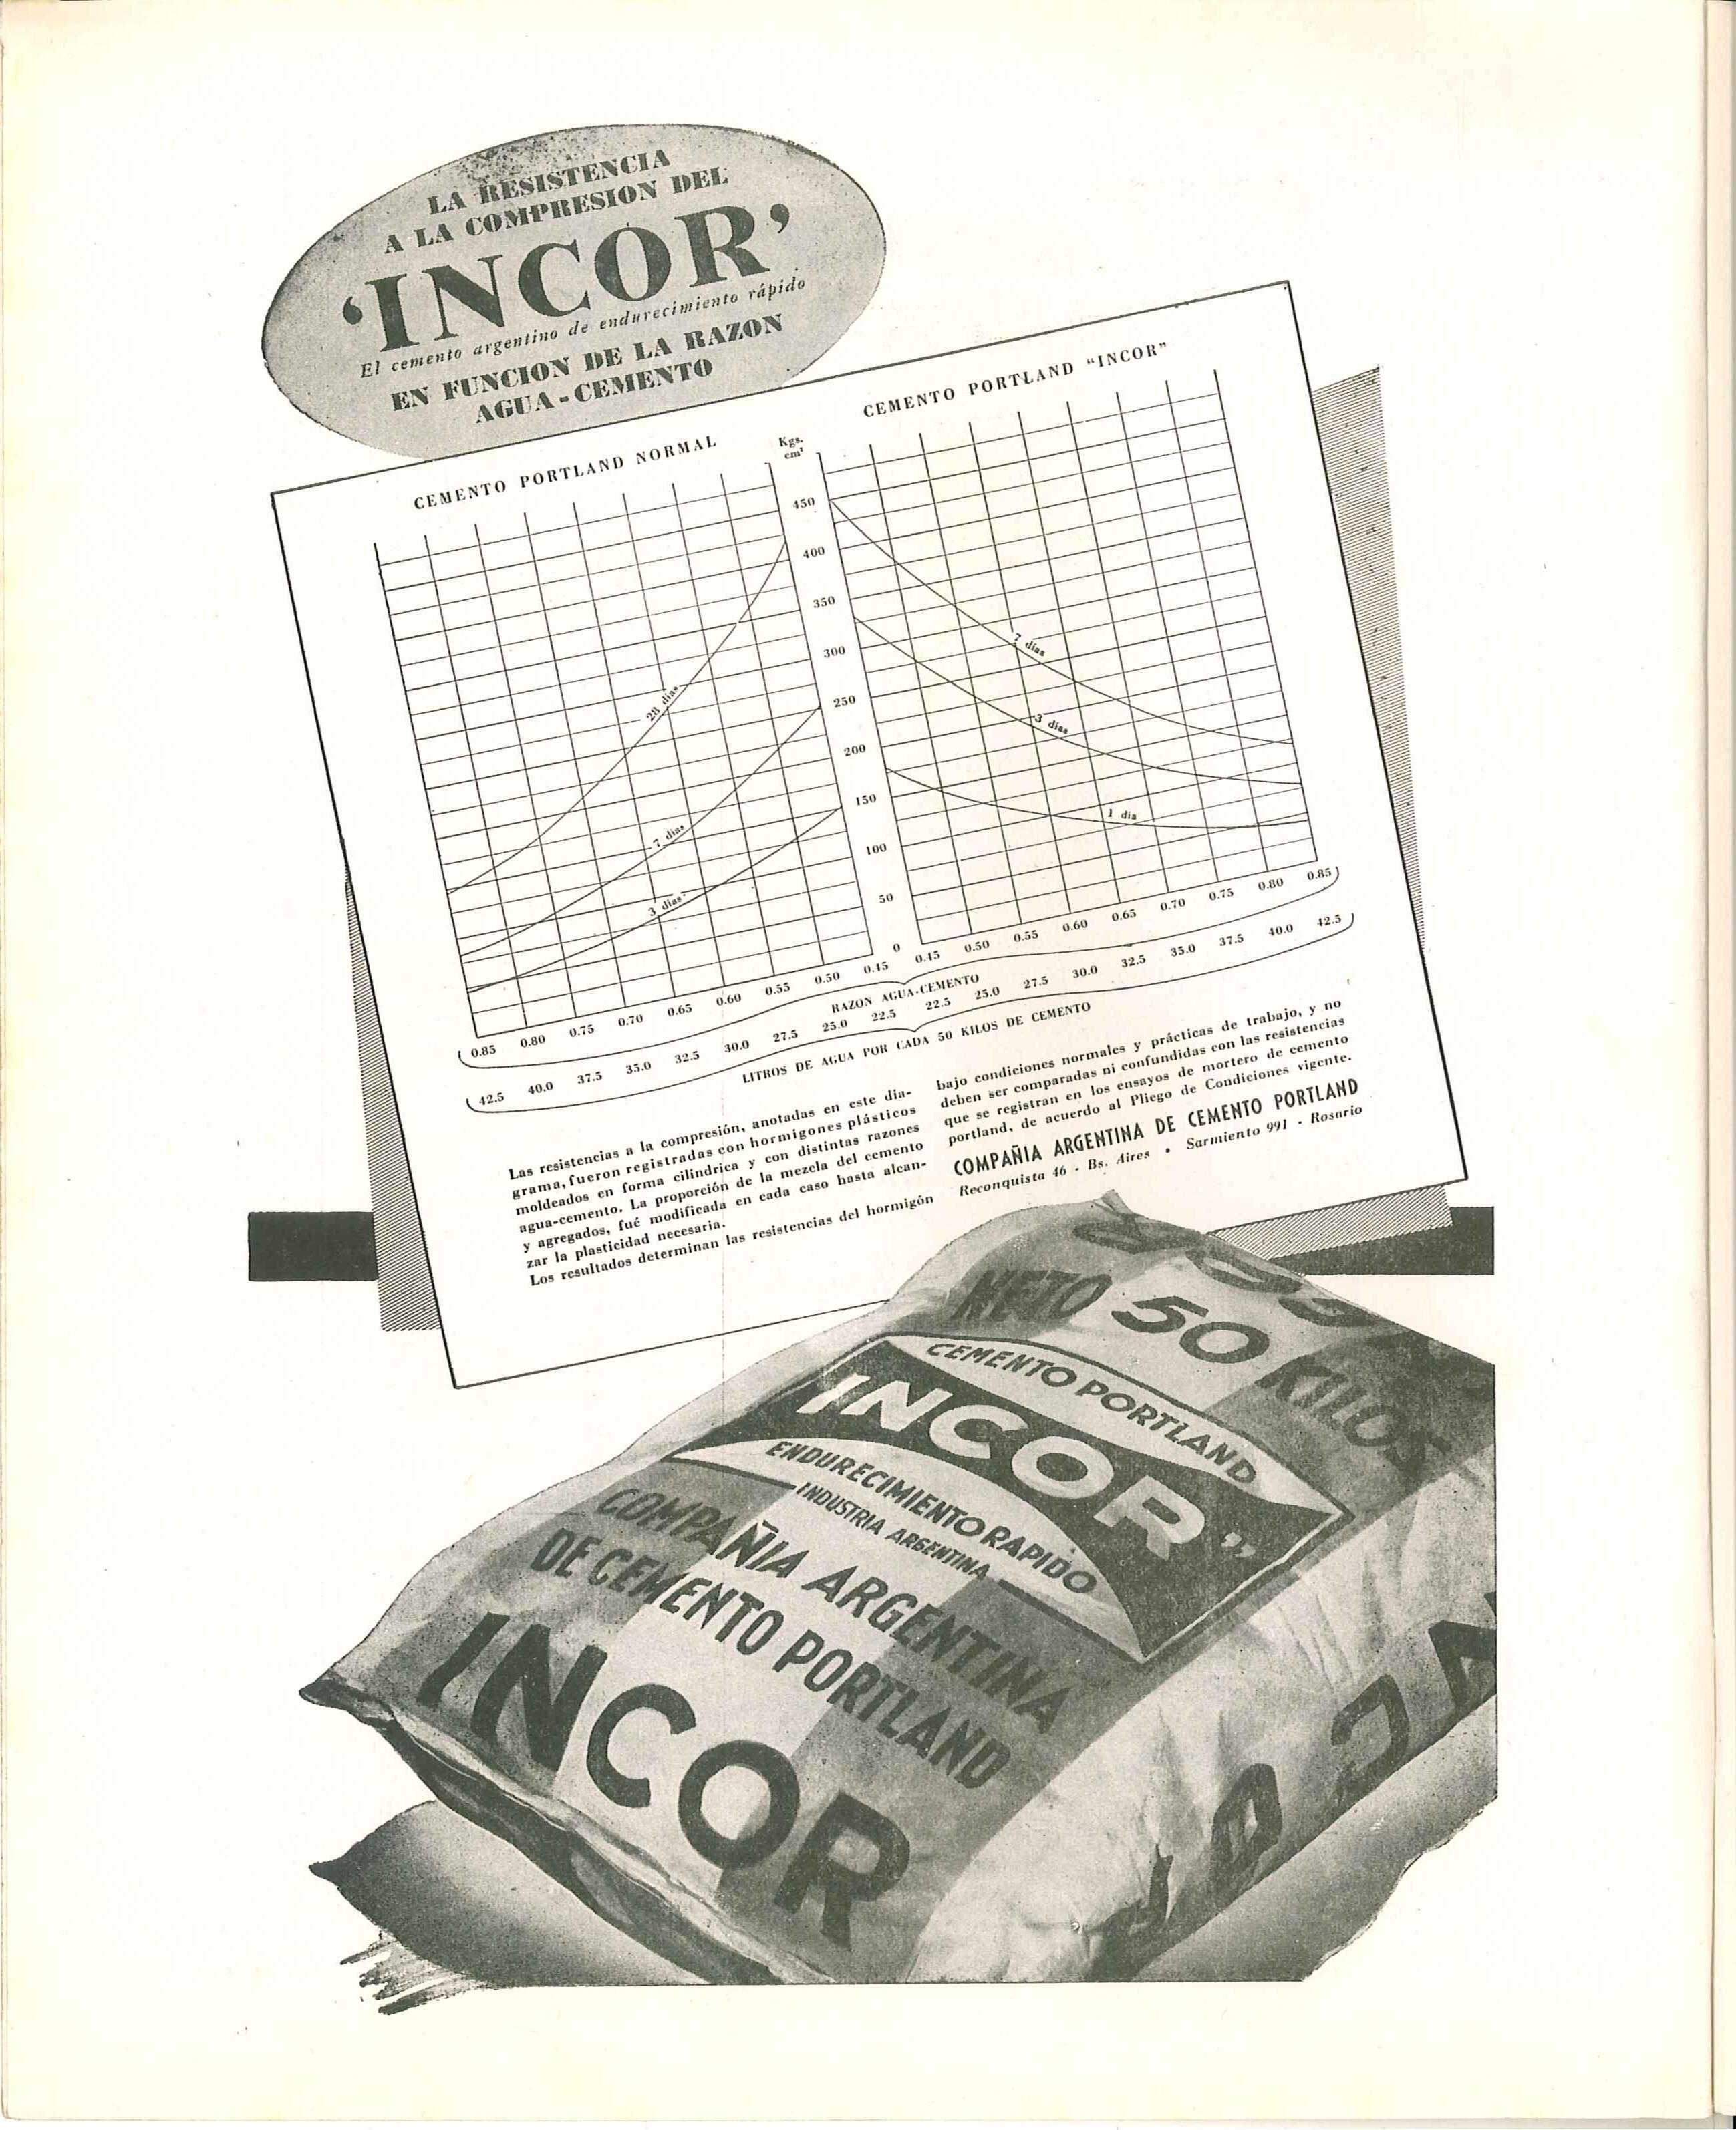 LA RESISTENCIA
A LA COMPRESION DEL
‘INCOR’
El cemento argentino de endurecimiento rápido
EN FUNCION DE LA RAZON
AGUA-CEMENTO
CEMENTO PORTLAND NORMAL
Kgs.
cm²
CEMENTO PORTLAND “INCOR”
450
400
350
300
250
200
150
100
50
0
28 dias
7 dias
3 dias
7 dias
3 dias
1 dia
0.85 0.80 0.75 0.70 0.65 0.60 0.55 0.50 0.45 0.45 0.50 0.55 0.60 0.65 0.70 0.75 0.80 0.85
RAZON AGUA-CEMENTO
42.5 40.0 37.5 35.0 32.5 30.0 27.5 25.0 22.5 22.5 25.0 27.5 30.0 32.5 35.0 37.5 40.0 42.5
LITROS DE AGUA POR CADA 50 KILOS DE CEMENTO
Las resistencias a la compresión, anotadas en este dia-
grama, fueron registradas con hormigones plásticos
moldeados en forma cilíndrica y con distintas razones
agua-cemento. La proporción de la mezcla del cemento
y agregados, fué modificada en cada caso hasta alcan-
zar la plasticidad necesaria.
Los resultados determinan las resistencias del hormigón
bajo condiciones normales y prácticas de trabajo, y no
deben ser comparadas ni confundidas con las resistencias
que se registran en los ensayos de mortero de cemento
portland, de acuerdo al Pliego de Condiciones vigente.
COMPAÑIA ARGENTINA DE CEMENTO PORTLAND
Reconquista 46 - Bs. Aires • Sarmiento 991 - Rosario
NETO 50 KILOS
CEMENTO PORTLAND
INCOR”
ENDURECIMIENTO RAPIDO
INDUSTRIA ARGENTINA
COMPAÑIA ARGENTINA
DE CEMENTO PORTLAND
INCOR